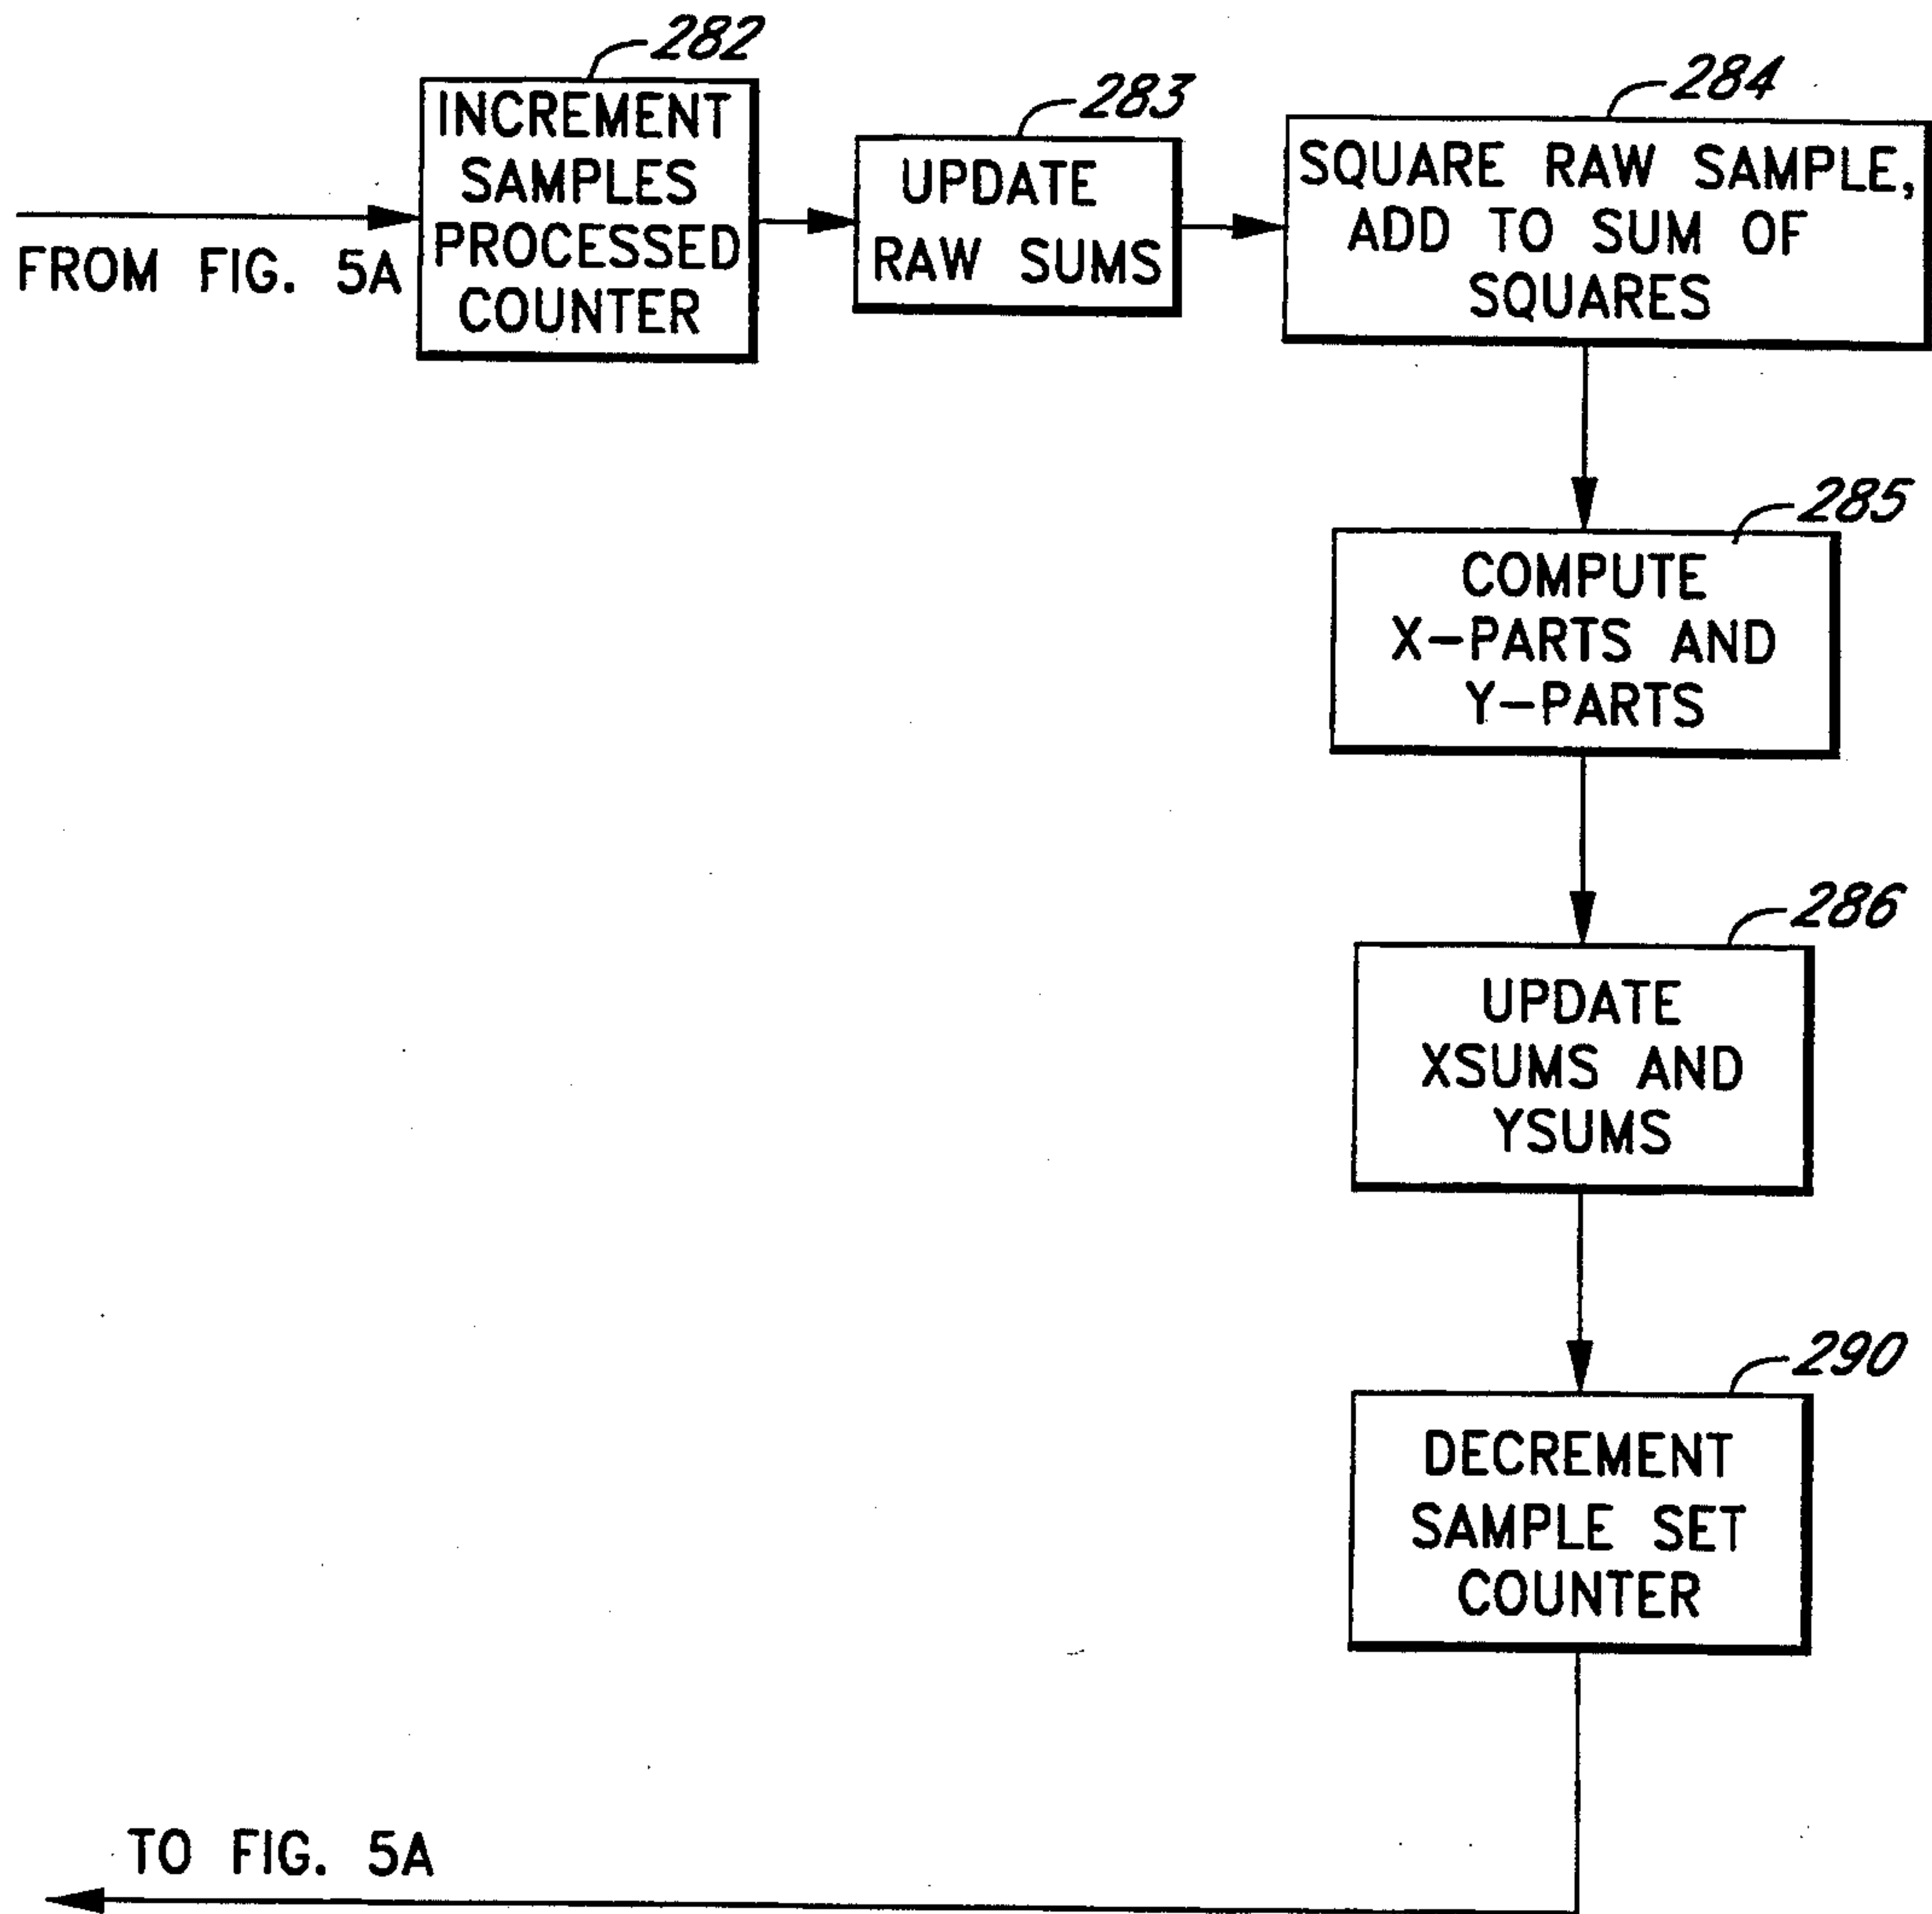 282
INCREMENT
SAMPLES
PROCESSED
COUNTER
FROM FIG. 5A
283
UPDATE
RAW SUMS
284
SQUARE RAW SAMPLE,
ADD TO SUM OF
SQUARES
285
COMPUTE
X-PARTS AND
Y-PARTS
286
UPDATE
XSUMS AND
YSUMS
290
DECREMENT
SAMPLE SET
COUNTER
TO FIG. 5A